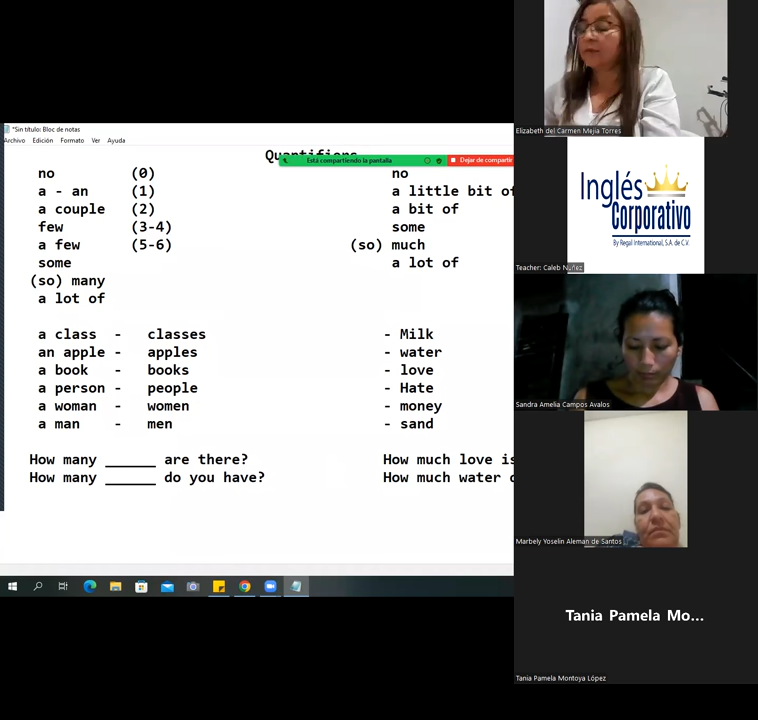 *Sin título: Bloc de notas
Archivo Edición Formato Ver Ayuda
Quantifiers
Está compartiendo la pantalla
Dejar de compartir
no (0)
a - an (1)
a couple (2)
few (3-4)
a few (5-6)
some
(so) many
a lot of
no
a little bit of
a bit of
some
(so) much
a lot of
a class - classes
an apple - apples
a book - books
a person - people
a woman - women
a man - men
- Milk
- water
- love
- Hate
- money
- sand
How many ______ are there?
How many ______ do you have?
How much love is
How much water
Elizabeth del Carmen Mejia Torres
Inglés
Corporativo
By Regal International, S.A. de C.V.
Teacher: Caleb Nuñez
Sandra Amelia Campos Avalos
Marbely Yoselin Aleman de Santos
Tania Pamela Mo...
Tania Pamela Montoya López